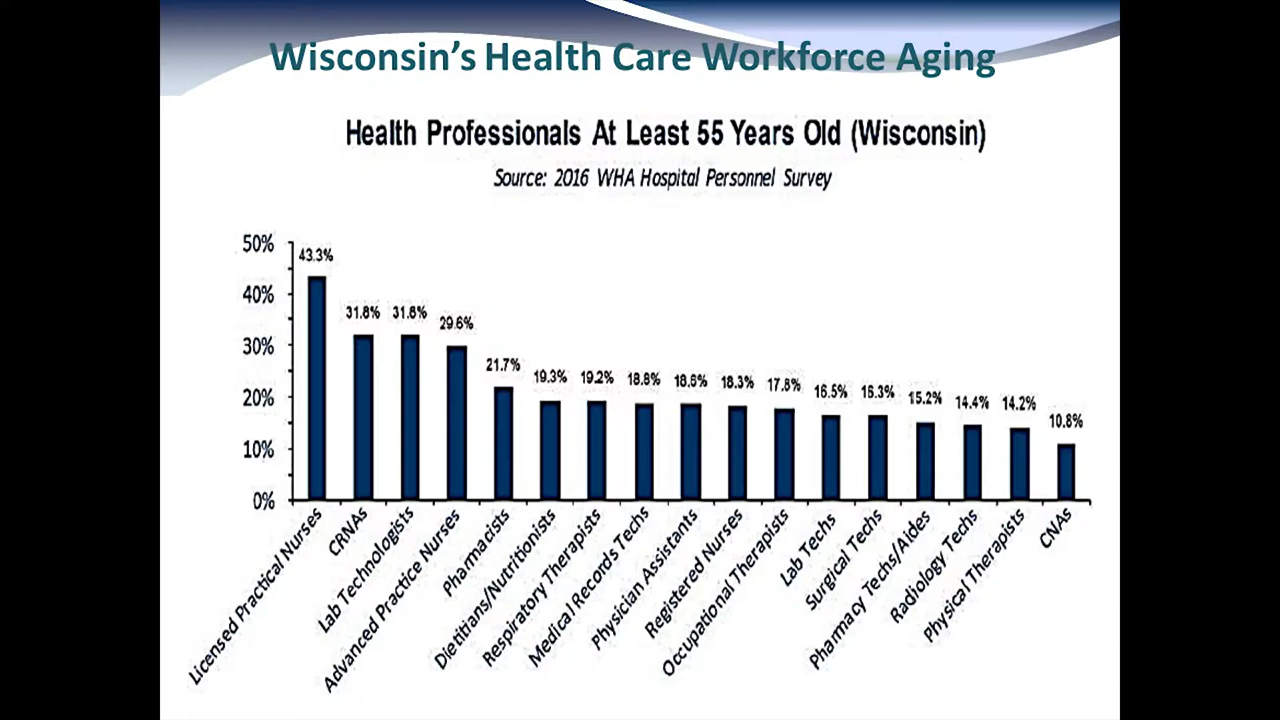 Wisconsin's Health Care Workforce Aging
Health Professionals At Least 55 Years Old (Wisconsin)
Source: 2016 WHA Hospital Personnel Survey
50%
40%
30%
20%
10%
0%
43.3%
31.8%
31.8%
29.6%
21.7%
19.3%
19.2%
18.8%
18.6%
18.3%
17.8%
16.5%
16.3%
15.2%
14.4%
14.2%
10.8%
Licensed Practical Nurses
CRNAs
Lab Technologists
Advanced Practice Nurses
Pharmacists
Dietitians/Nutritionists
Respiratory Therapists
Medical Records Techs
Physician Assistants
Registered Nurses
Occupational Therapists
Lab Techs
Surgical Techs
Pharmacy Techs/Aides
Radiology Techs
Physical Therapists
CNAs